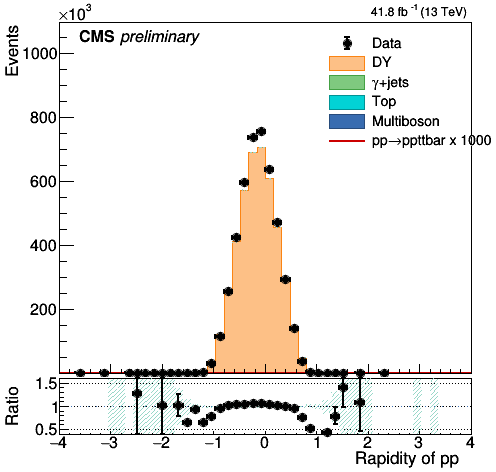 ×10³
41.8 fb⁻¹ (13 TeV)
Events
CMS preliminary
Data
DY
γ+jets
Top
Multiboson
pp→ppttbar x 1000
1000
800
600
400
200
Ratio
1.5
1
0.5
−4 −3 −2 −1 0 1 2 3 4
Rapidity of pp